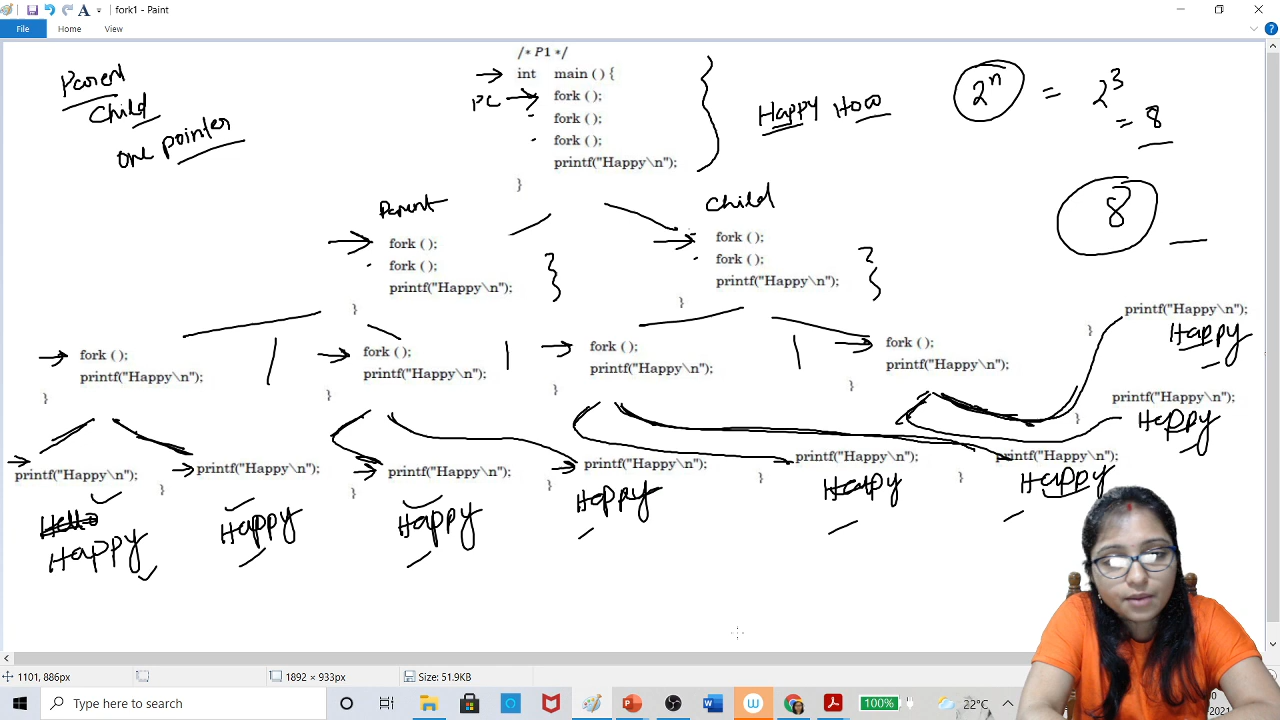 fork1 - Paint
File Home View
Parent
Child
one pointer
/* P1 */
int main ( ) {
PC
fork ( );
fork ( );
fork ( );
printf("Happy\n");
}
Happy How
2^n = 2^3
= 8
8
Parent
fork ( );
fork ( );
printf("Happy\n");
}
Child
fork ( );
fork ( );
printf("Happy\n");
}
fork ( );
printf("Happy\n");
}
fork ( );
printf("Happy\n");
}
fork ( );
printf("Happy\n");
}
fork ( );
printf("Happy\n");
}
printf("Happy\n");
}
Happy
printf("Happy\n");
}
Happy
printf("Happy\n");
}
Hello
Happy
printf("Happy\n");
}
Happy
printf("Happy\n");
}
Happy
printf("Happy\n");
}
Happy
printf("Happy\n");
}
Happy
printf("Happy\n");
Happy
1101, 886px
1892 × 933px
Size: 51.9KB
100%
Type here to search
100%
22°C
2021